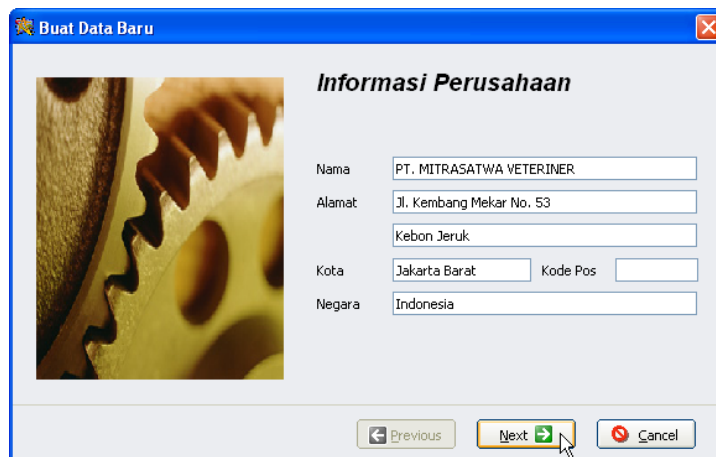 Buat Data Baru
Informasi Perusahaan
Nama PT. MITRASATWA VETERINER
Alamat Jl. Kembang Mekar No. 53
Kebon Jeruk
Kota Jakarta Barat Kode Pos
Negara Indonesia
Previous Next Cancel